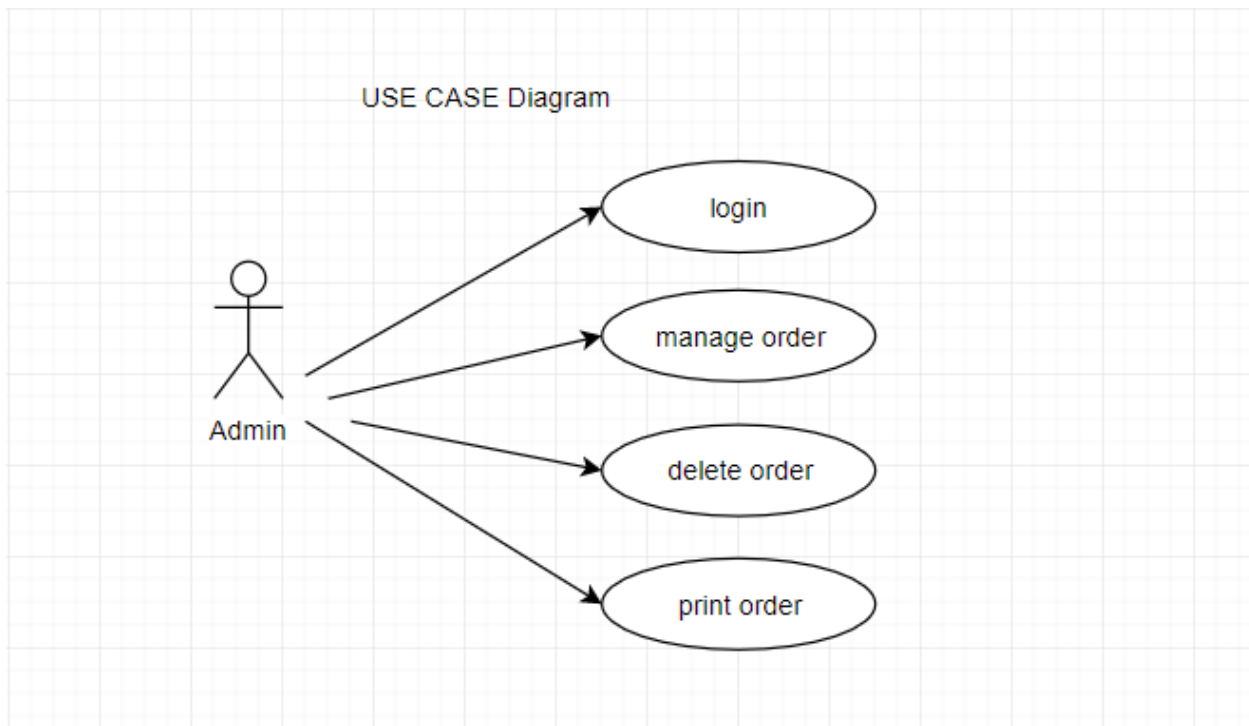 USE CASE Diagram
login
manage order
Admin
delete order
print order